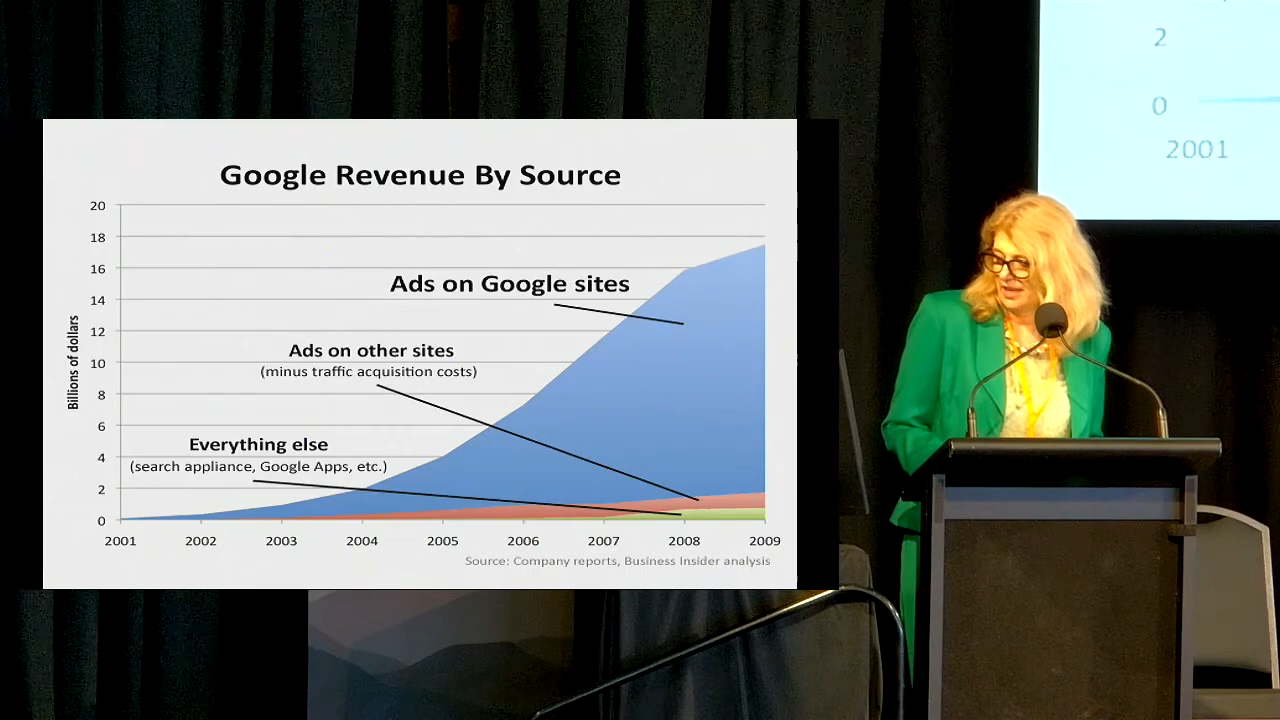 Google Revenue By Source
20
18
16
14
12
10
8
6
4
2
0
Billions of dollars
Ads on Google sites
Ads on other sites
(minus traffic acquisition costs)
Everything else
(search appliance, Google Apps, etc.)
2001 2002 2003 2004 2005 2006 2007 2008 2009
Source: Company reports, Business Insider analysis
2
0
2001